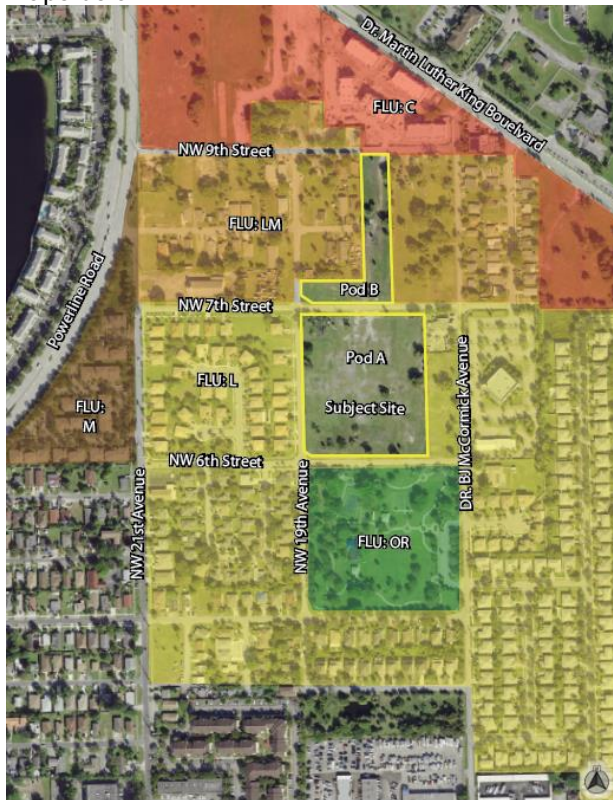 Dr. Martin Luther King Bouelvard
FLU: C
NW 9th Street
FLU: LM
Powerline Road
Pod B
NW 7th Street
Pod A
FLU: L
Subject Site
FLU:
M
DR. BJ McCormick Avenue
NW 6th Street
NW 21st Avenue
NW 19th Avenue
FLU: OR